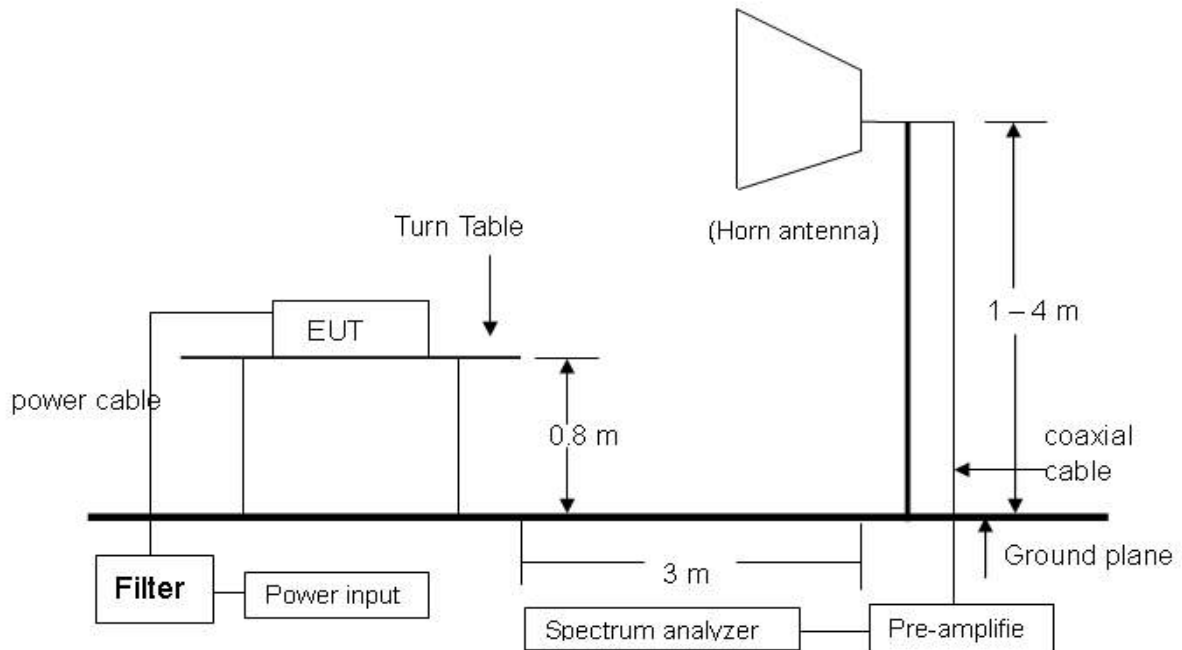 (Horn antenna)
Turn Table
1 – 4 m
EUT
power cable
0.8 m
coaxial
cable
Ground plane
3 m
Filter
Power input
Spectrum analyzer
Pre-amplifie